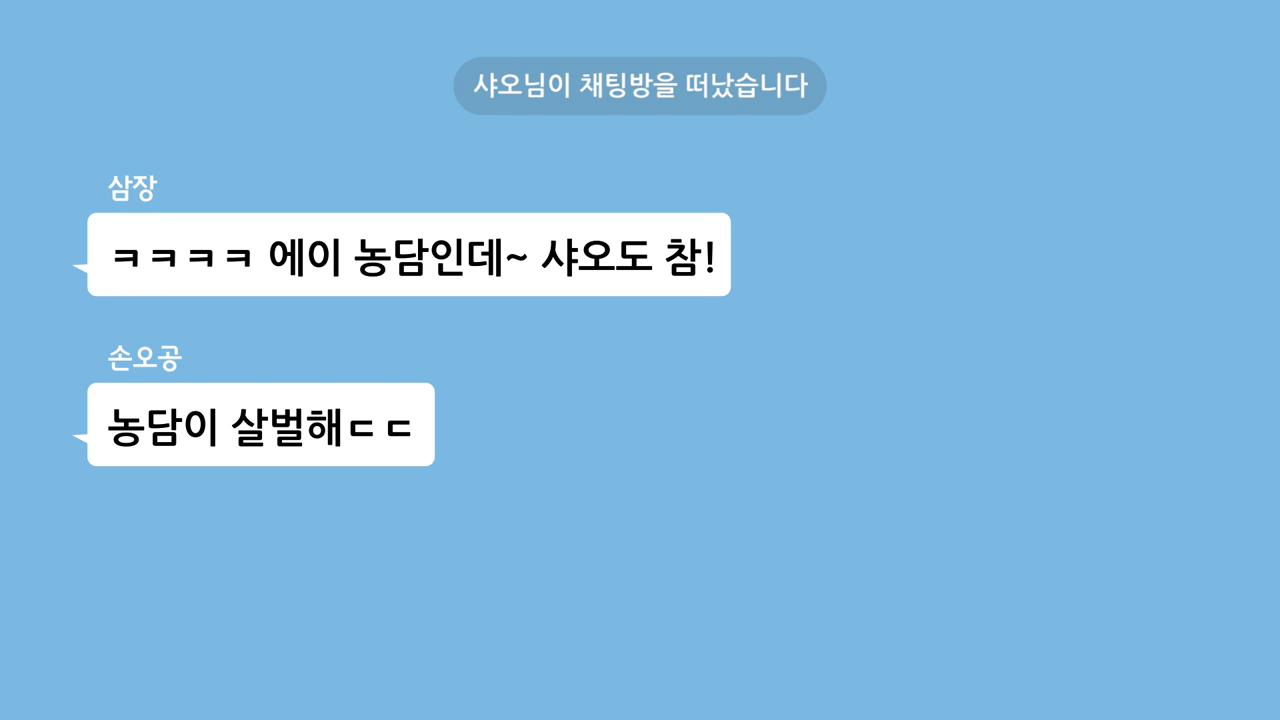 샤오님이 채팅방을 떠났습니다
삼장
ㅋㅋㅋㅋ 에이 농담인데~ 샤오도 참!
손오공
농담이 살벌해ㄷㄷ